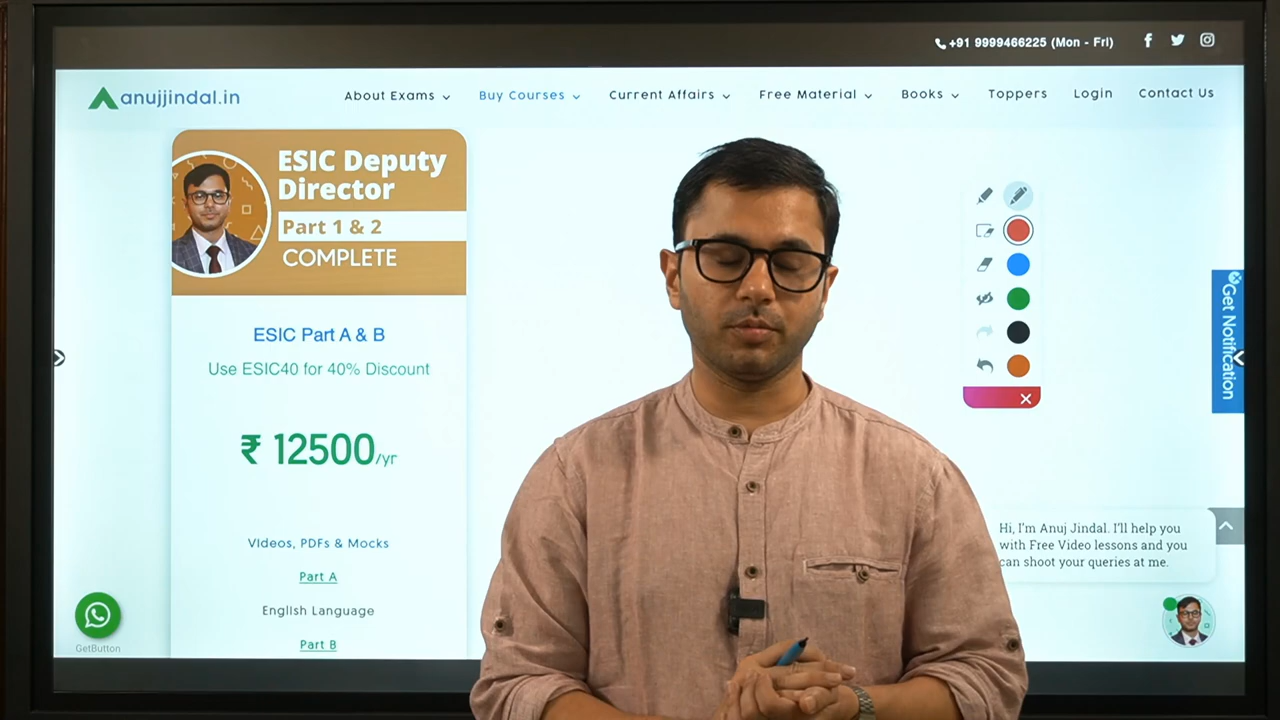 +91 9999466225 (Mon - Fri)
anujjindal.in
About Exams
Buy Courses
Current Affairs
Free Material
Books
Toppers
Login
Contact Us
ESIC Deputy
Director
Part 1 & 2
COMPLETE
ESIC Part A & B
Use ESIC40 for 40% Discount
₹ 12500/yr
Videos, PDFs & Mocks
Part A
English Language
Part B
GetButton
Get Notification
Hi, I'm Anuj Jindal. I'll help you
with Free Video lessons and you
can shoot your queries at me.